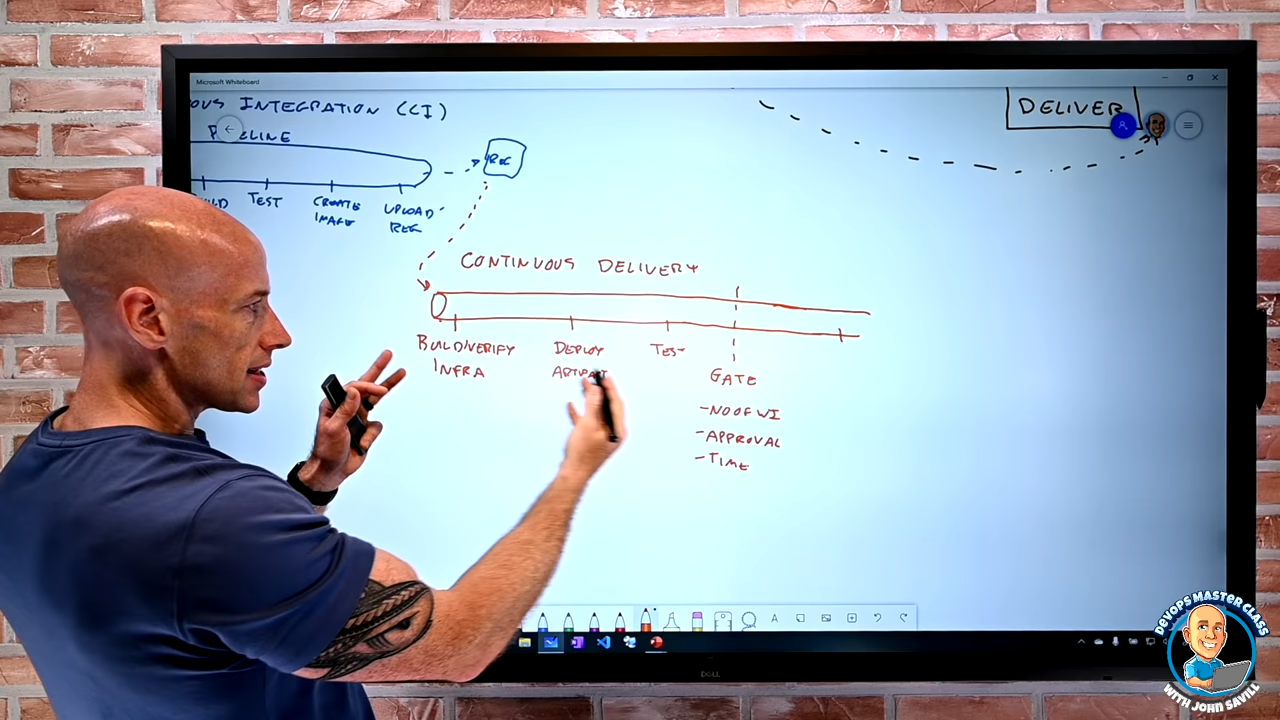 Microsoft Whiteboard
OUS INTEGRATION (CI)
DELIVER
PIPELINE
REG
TEST
CREATE
IMAGE
UPLOAD
REG
CONTINUOUS DELIVERY
BUILD/VERIFY
INFRA
DEPLOY
TEST
GATE
-NO OF WI
-APPROVAL
-TIME
DELL
DEVOPS MASTER CLASS
WITH JOHN SAVILL